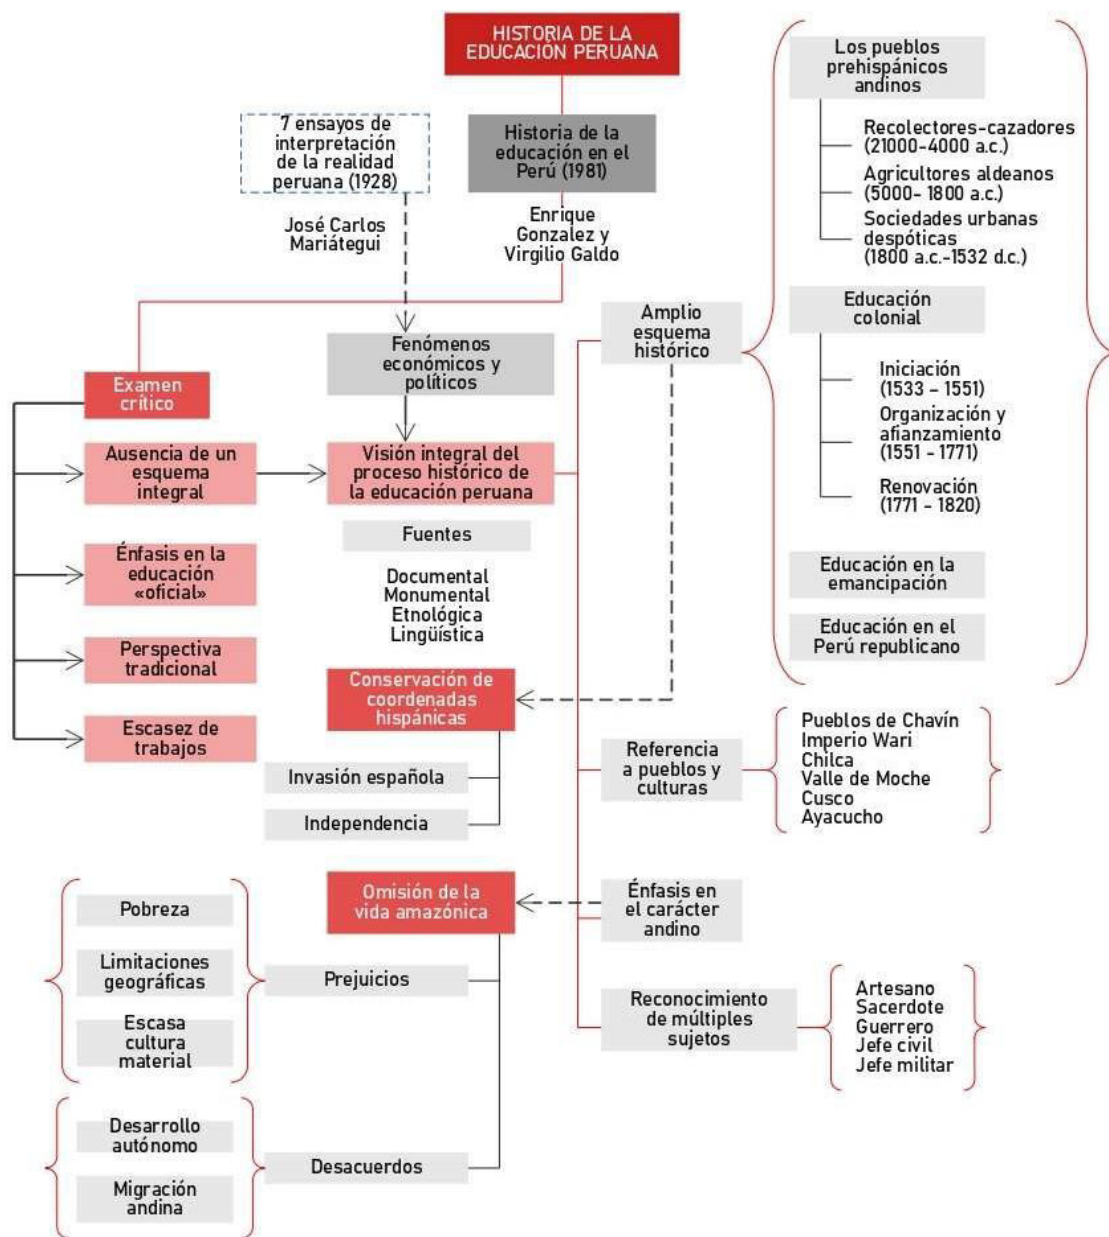 HISTORIA DE LA
EDUCACIÓN PERUANA
7 ensayos de
interpretación
de la realidad
peruana (1928)
José Carlos
Mariátegui
Historia de la
educación en el
Perú (1981)
Enrique
Gonzalez y
Virgilio Galdo
Examen
crítico
Ausencia de un
esquema
integral
Énfasis en la
educación
«oficial»
Perspectiva
tradicional
Escasez de
trabajos
Fenómenos
económicos y
políticos
Visión integral del
proceso histórico de
la educación peruana
Fuentes
Documental
Monumental
Etnológica
Lingüística
Conservación de
coordenadas
hispánicas
Invasión española
Independencia
Omisión de la
vida amazónica
Prejuicios
Pobreza
Limitaciones
geográficas
Escasa
cultura
material
Desacuerdos
Desarrollo
autónomo
Migración
andina
Amplio
esquema
histórico
Los pueblos
prehispánicos
andinos
Recolectores-cazadores
(21000-4000 a.c.)
Agricultores aldeanos
(5000- 1800 a.c.)
Sociedades urbanas
despóticas
(1800 a.c.-1532 d.c.)
Educación
colonial
Iniciación
(1533 – 1551)
Organización y
afianzamiento
(1551 - 1771)
Renovación
(1771 - 1820)
Educación en la
emancipación
Educación en el
Perú republicano
Referencia
a pueblos y
culturas
Pueblos de Chavín
Imperio Wari
Chilca
Valle de Moche
Cusco
Ayacucho
Énfasis en
el carácter
andino
Reconocimiento
de múltiples
sujetos
Artesano
Sacerdote
Guerrero
Jefe civil
Jefe militar